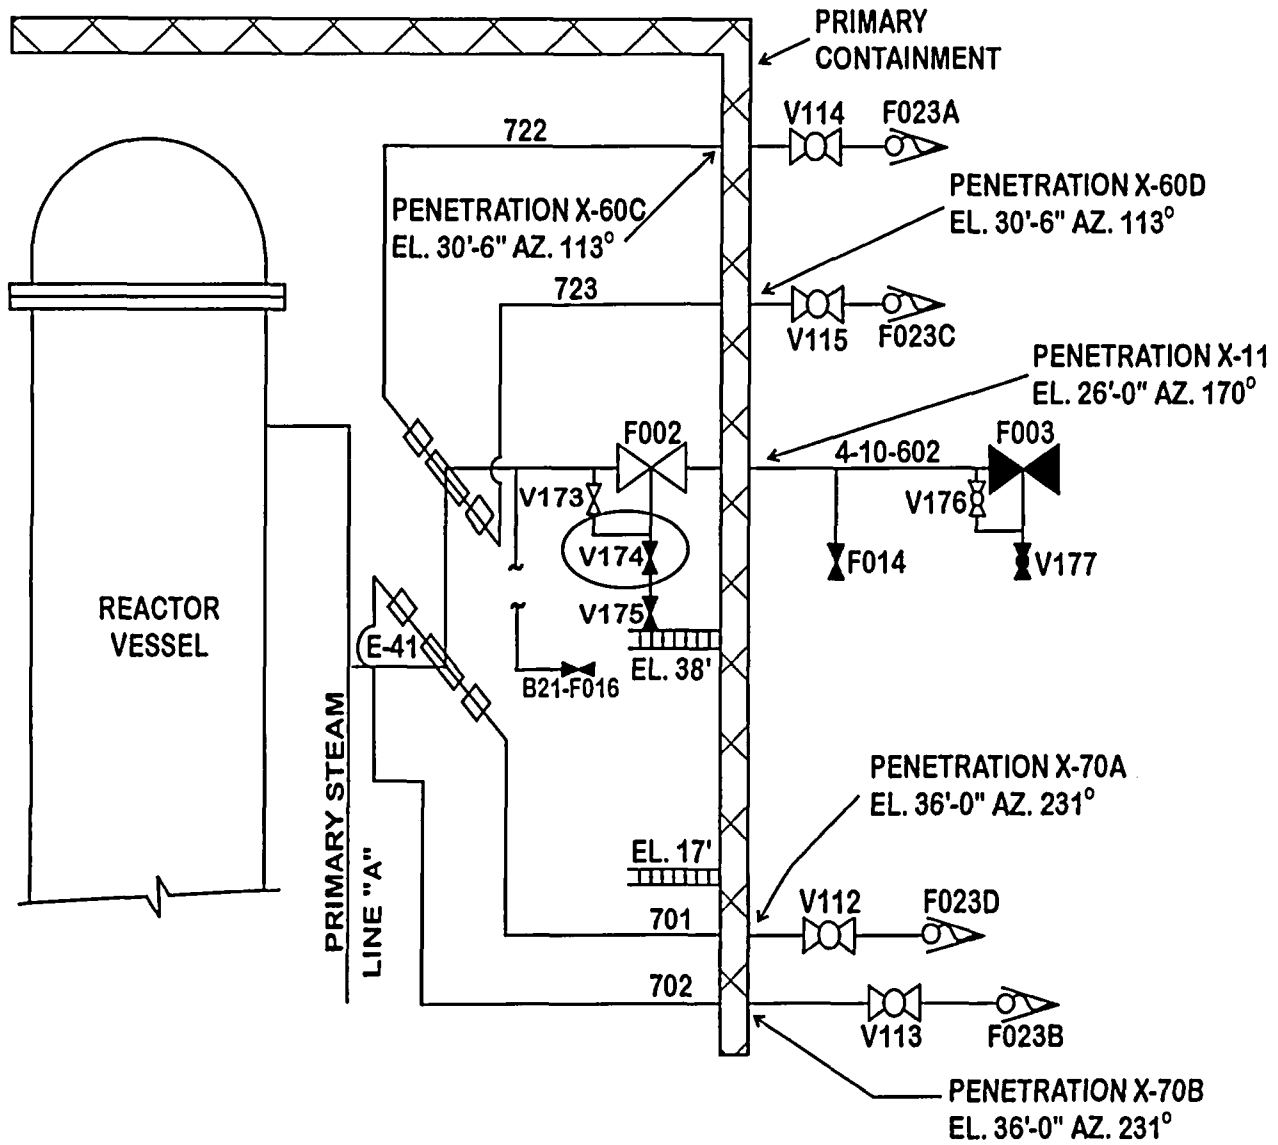 PRIMARY
CONTAINMENT
V114
F023A
722
PENETRATION X-60D
EL. 30'-6" AZ. 113°
PENETRATION X-60C
EL. 30'-6" AZ. 113°
723
V115
F023C
PENETRATION X-11
EL. 26'-0" AZ. 170°
F002
F003
4-10-602
V173
V176
V174
F014
V177
REACTOR
VESSEL
V175
E-41
EL. 38'
B21-F016
PRIMARY STEAM
LINE "A"
PENETRATION X-70A
EL. 36'-0" AZ. 231°
EL. 17'
V112
F023D
701
702
V113
F023B
PENETRATION X-70B
EL. 36'-0" AZ. 231°